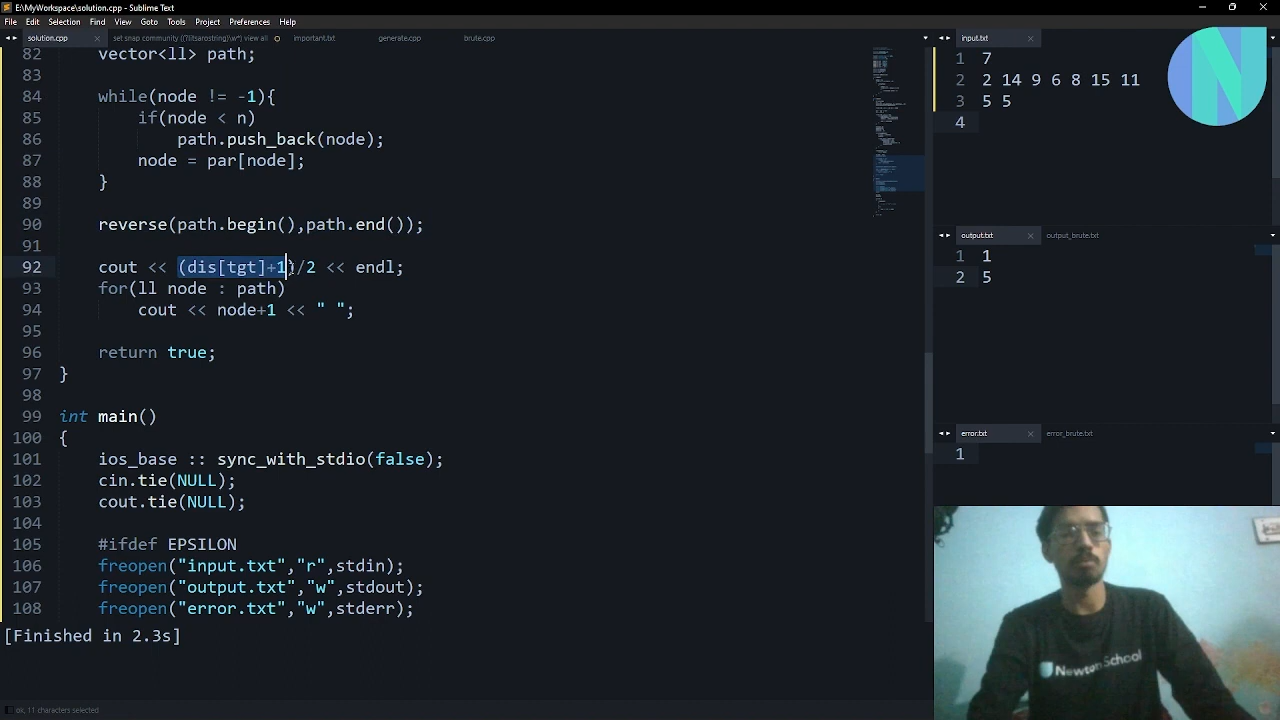 E:\MyWorkspace\solution.cpp - Sublime Text
File Edit Selection Find View Goto Tools Project Preferences Help
solution.cpp set snap community ((?litsarostring)\w*) view all important.txt generate.cpp brute.cpp
82 vector<ll> path;
83
84 while(node != -1){
85 if(node < n)
86 path.push_back(node);
87 node = par[node];
88 }
89
90 reverse(path.begin(),path.end());
91
92 cout << (dis[tgt]+1)/2 << endl;
93 for(ll node : path)
94 cout << node+1 << " ";
95
96 return true;
97 }
98
99 int main()
100 {
101 ios_base :: sync_with_stdio(false);
102 cin.tie(NULL);
103 cout.tie(NULL);
104
105 #ifdef EPSILON
106 freopen("input.txt","r",stdin);
107 freopen("output.txt","w",stdout);
108 freopen("error.txt","w",stderr);
[Finished in 2.3s]
11 characters selected
input.txt
1 7
2 2 14 9 6 8 15 11
3 5 5
4
output.txt output_brute.txt
1 1
2 5
error.txt error_brute.txt
1
Newton School